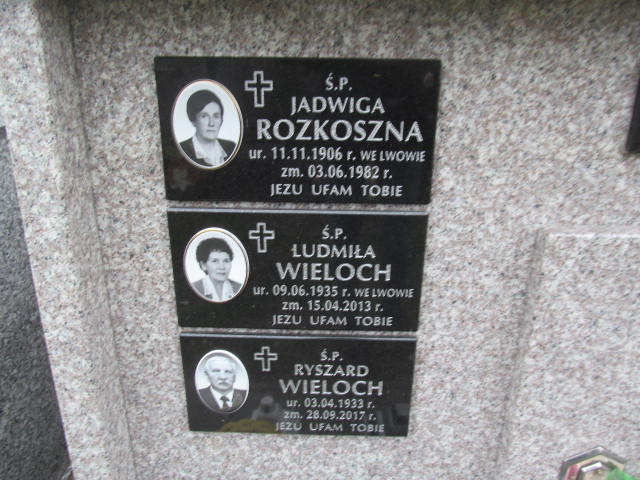 Ś.P.
JADWIGA
ROZKOSZNA
ur. 11.11.1906 r. WE LWOWIE
zm. 03.06.1982 r.
JEZU UFAM TOBIE
Ś.P.
ŁUDMIŁA
WIELOCH
ur. 09.06.1935 r. WE LWOWIE
zm. 15.04.2013 r.
JEZU UFAM TOBIE
Ś.P.
RYSZARD
WIELOCH
ur. 03.04.1933 r.
zm. 28.09.2017 r.
JEZU UFAM TOBIE